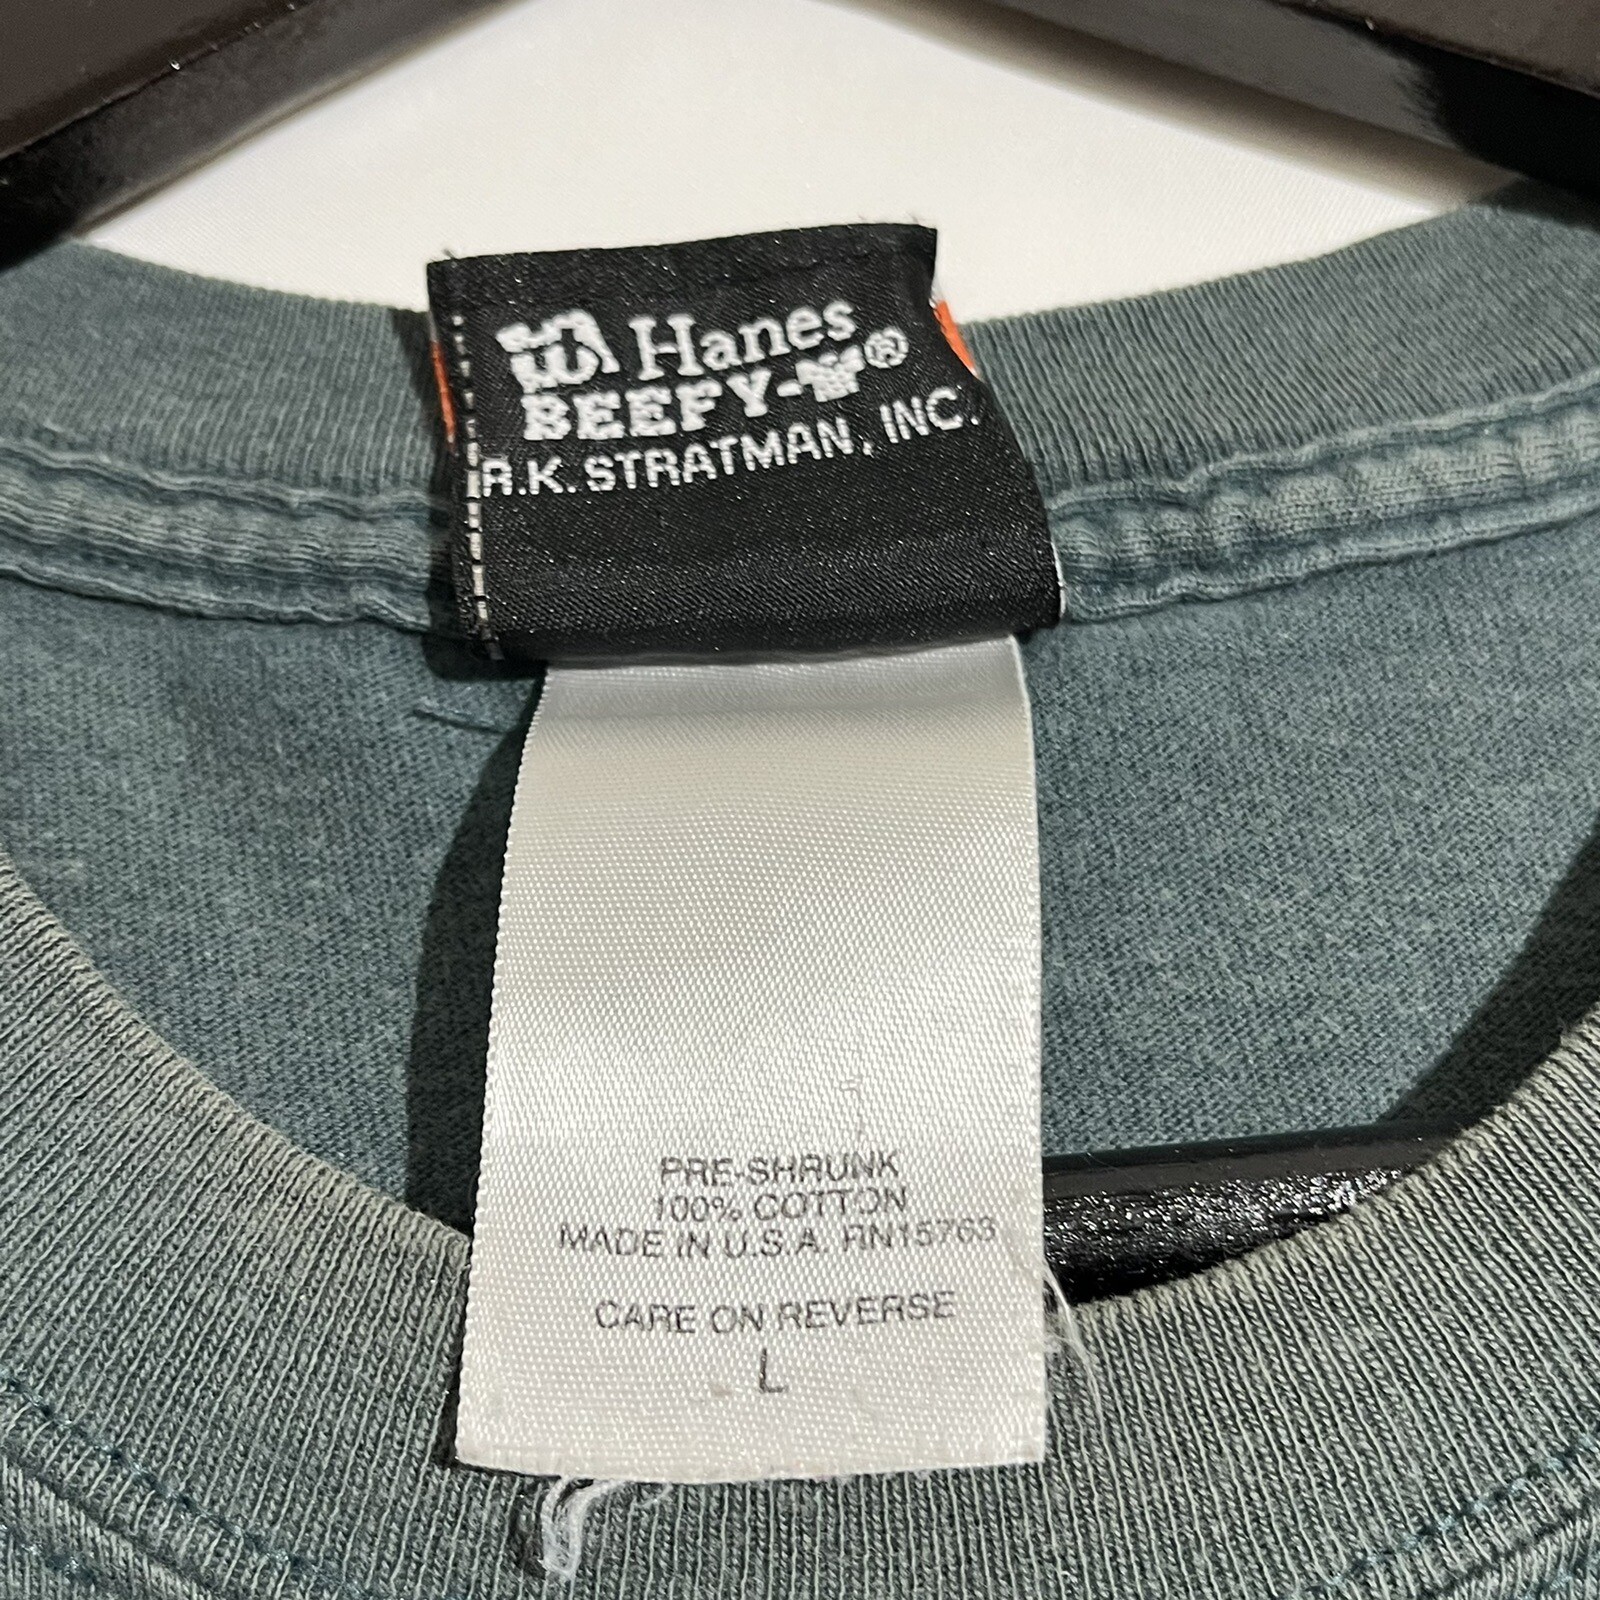 Hanes
BEEFY-T®
R.K. STRATMAN, INC.
PRE-SHRUNK
100% COTTON
MADE IN U.S.A. RN15763
CARE ON REVERSE
L